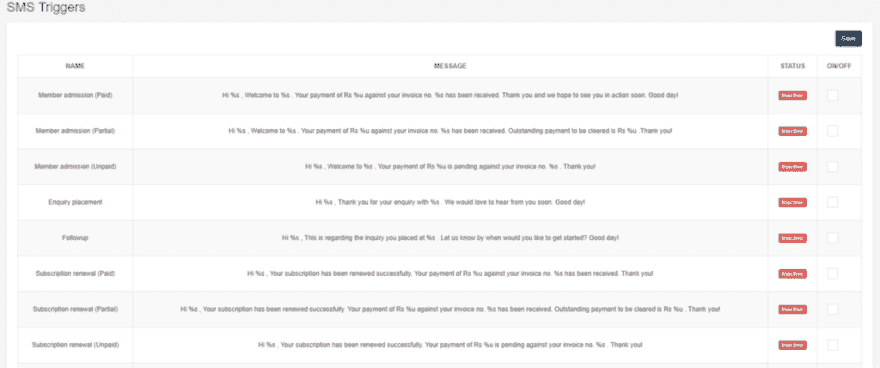 SMS Triggers
Save
NAME MESSAGE STATUS ON/OFF
Member admission (Paid) Hi %s , Welcome to %s . Your payment of Rs %u against your invoice no. %s has been received. Thank you and we hope to see you in action soon. Good day! Inactive
Member admission (Partial) Hi %s , Welcome to %s . Your payment of Rs %u against your invoice no. %s has been received. Outstanding payment to be cleared is Rs %u .Thank you! Inactive
Member admission (Unpaid) Hi %s , Welcome to %s . Your payment of Rs %u is pending against your invoice no. %s . Thank you! Inactive
Enquiry placement Hi %s , Thank you for your enquiry with %s . We would love to hear from you soon. Good day! Inactive
Followup Hi %s , This is regarding the inquiry you placed at %s . Let us know by when would you like to get started? Good day! Inactive
Subscription renewal (Paid) Hi %s , Your subscription has been renewed successfully. Your payment of Rs %u against your invoice no. %s has been received. Thank you! Inactive
Subscription renewal (Partial) Hi %s , Your subscription has been renewed successfully. Your payment of Rs %u against your invoice no. %s has been received. Outstanding payment to be cleared is Rs %u . Thank you! Inactive
Subscription renewal (Unpaid) Hi %s , Your subscription has been renewed successfully. Your payment of Rs %u is pending against your invoice no. %s . Thank you! Inactive